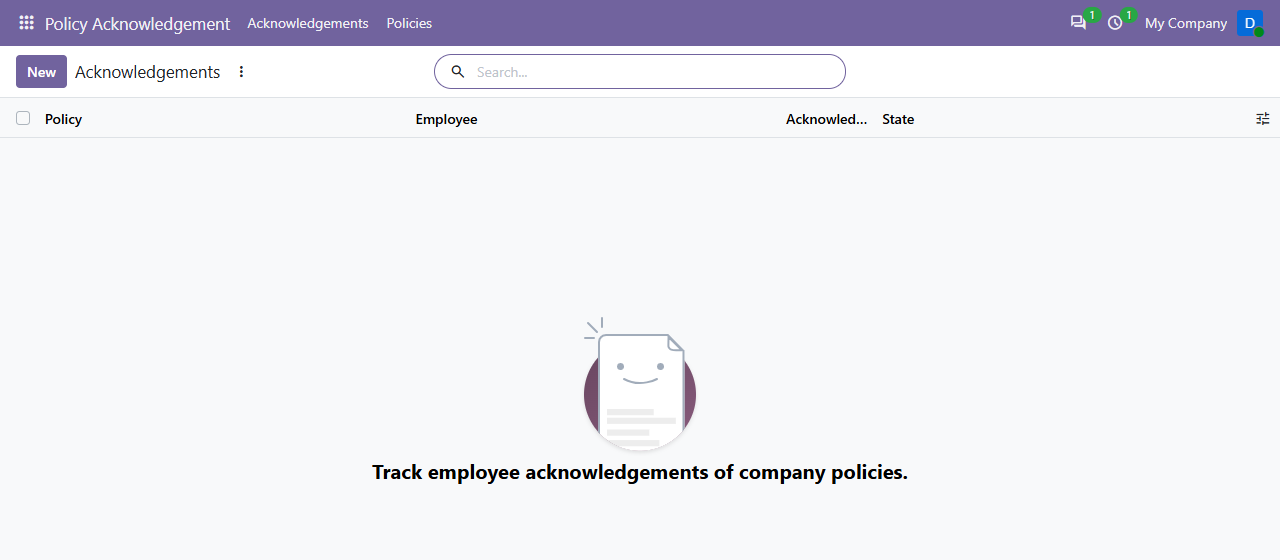 Policy Acknowledgement Acknowledgements Policies 1 1 My Company D
New Acknowledgements Search...
Policy Employee Acknowled... State
Track employee acknowledgements of company policies.